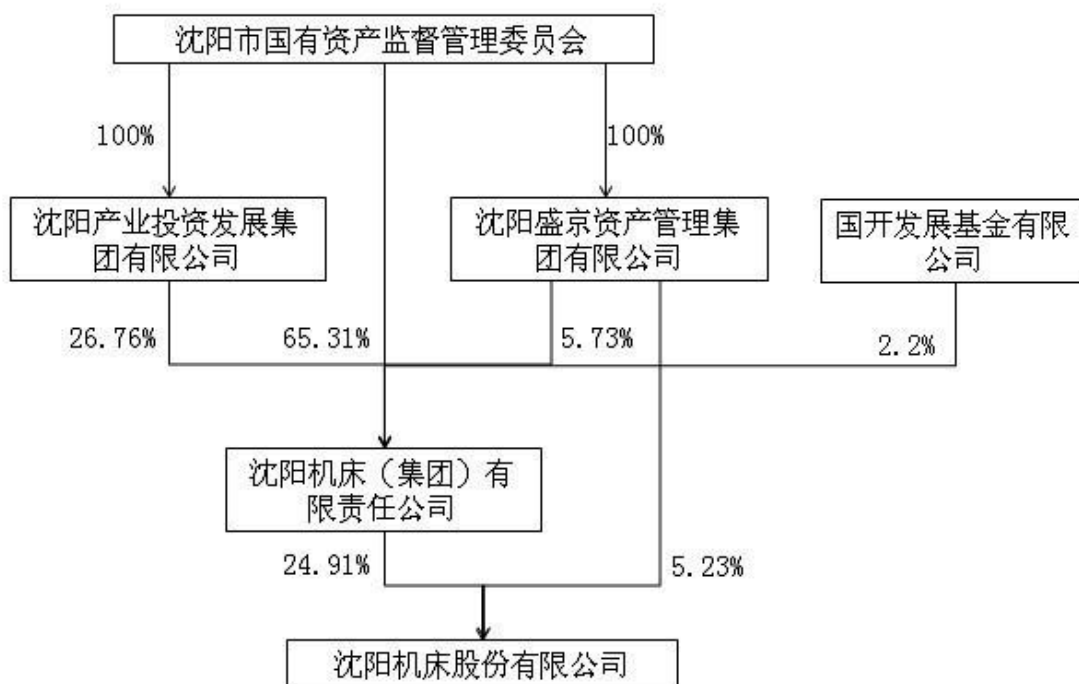 沈阳市国有资产监督管理委员会
100%
100%
沈阳产业投资发展集
团有限公司
沈阳盛京资产管理集
团有限公司
国开发展基金有限
公司
26.76%
65.31%
5.73%
2.2%
沈阳机床（集团）有
限责任公司
24.91%
5.23%
沈阳机床股份有限公司